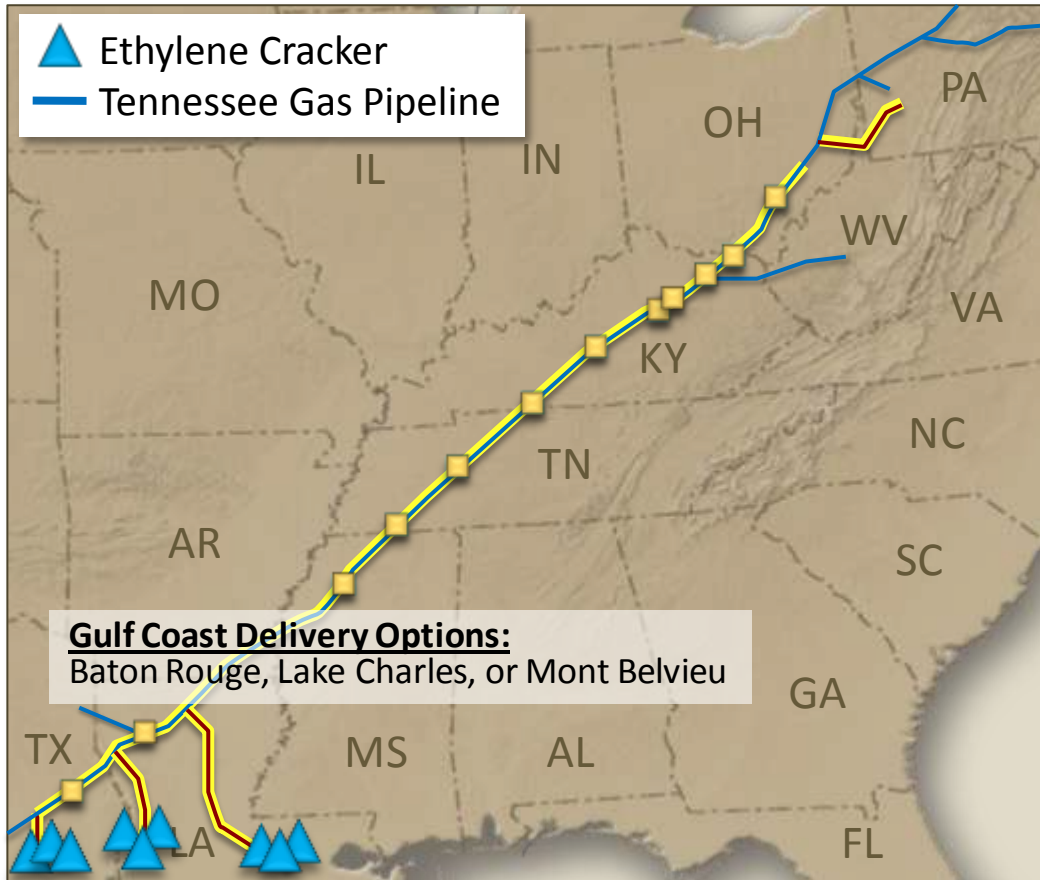 Ethylene Cracker
Tennessee Gas Pipeline
PA
OH
IL
IN
WV
MO
VA
KY
NC
TN
AR
SC
Gulf Coast Delivery Options:
Baton Rouge, Lake Charles, or Mont Belvieu
GA
TX
MS
AL
LA
FL